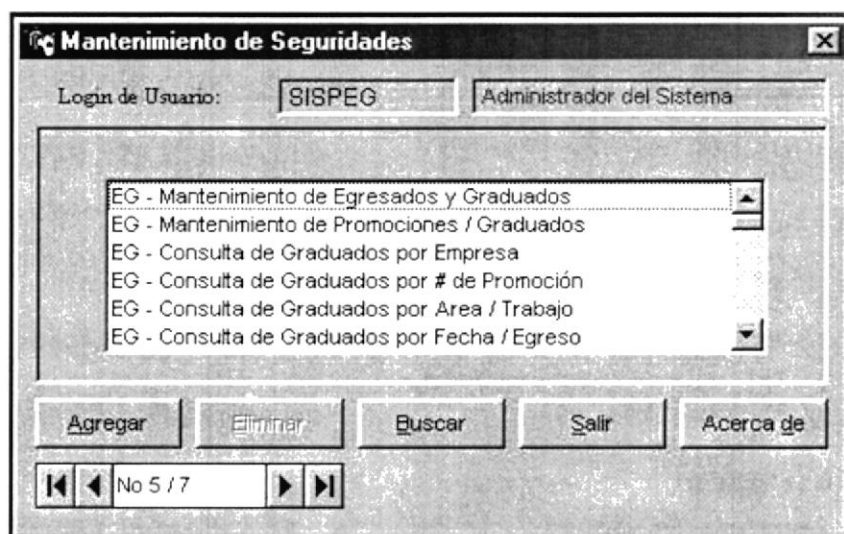 Mantenimiento de Seguridades
Login de Usuario: SISPEG Administrador del Sistema
EG - Mantenimiento de Egresados y Graduados
EG - Mantenimiento de Promociones / Graduados
EG - Consulta de Graduados por Empresa
EG - Consulta de Graduados por # de Promoción
EG - Consulta de Graduados por Area / Trabajo
EG - Consulta de Graduados por Fecha / Egreso
Agregar Eliminar Buscar Salir Acerca de
No 5 / 7